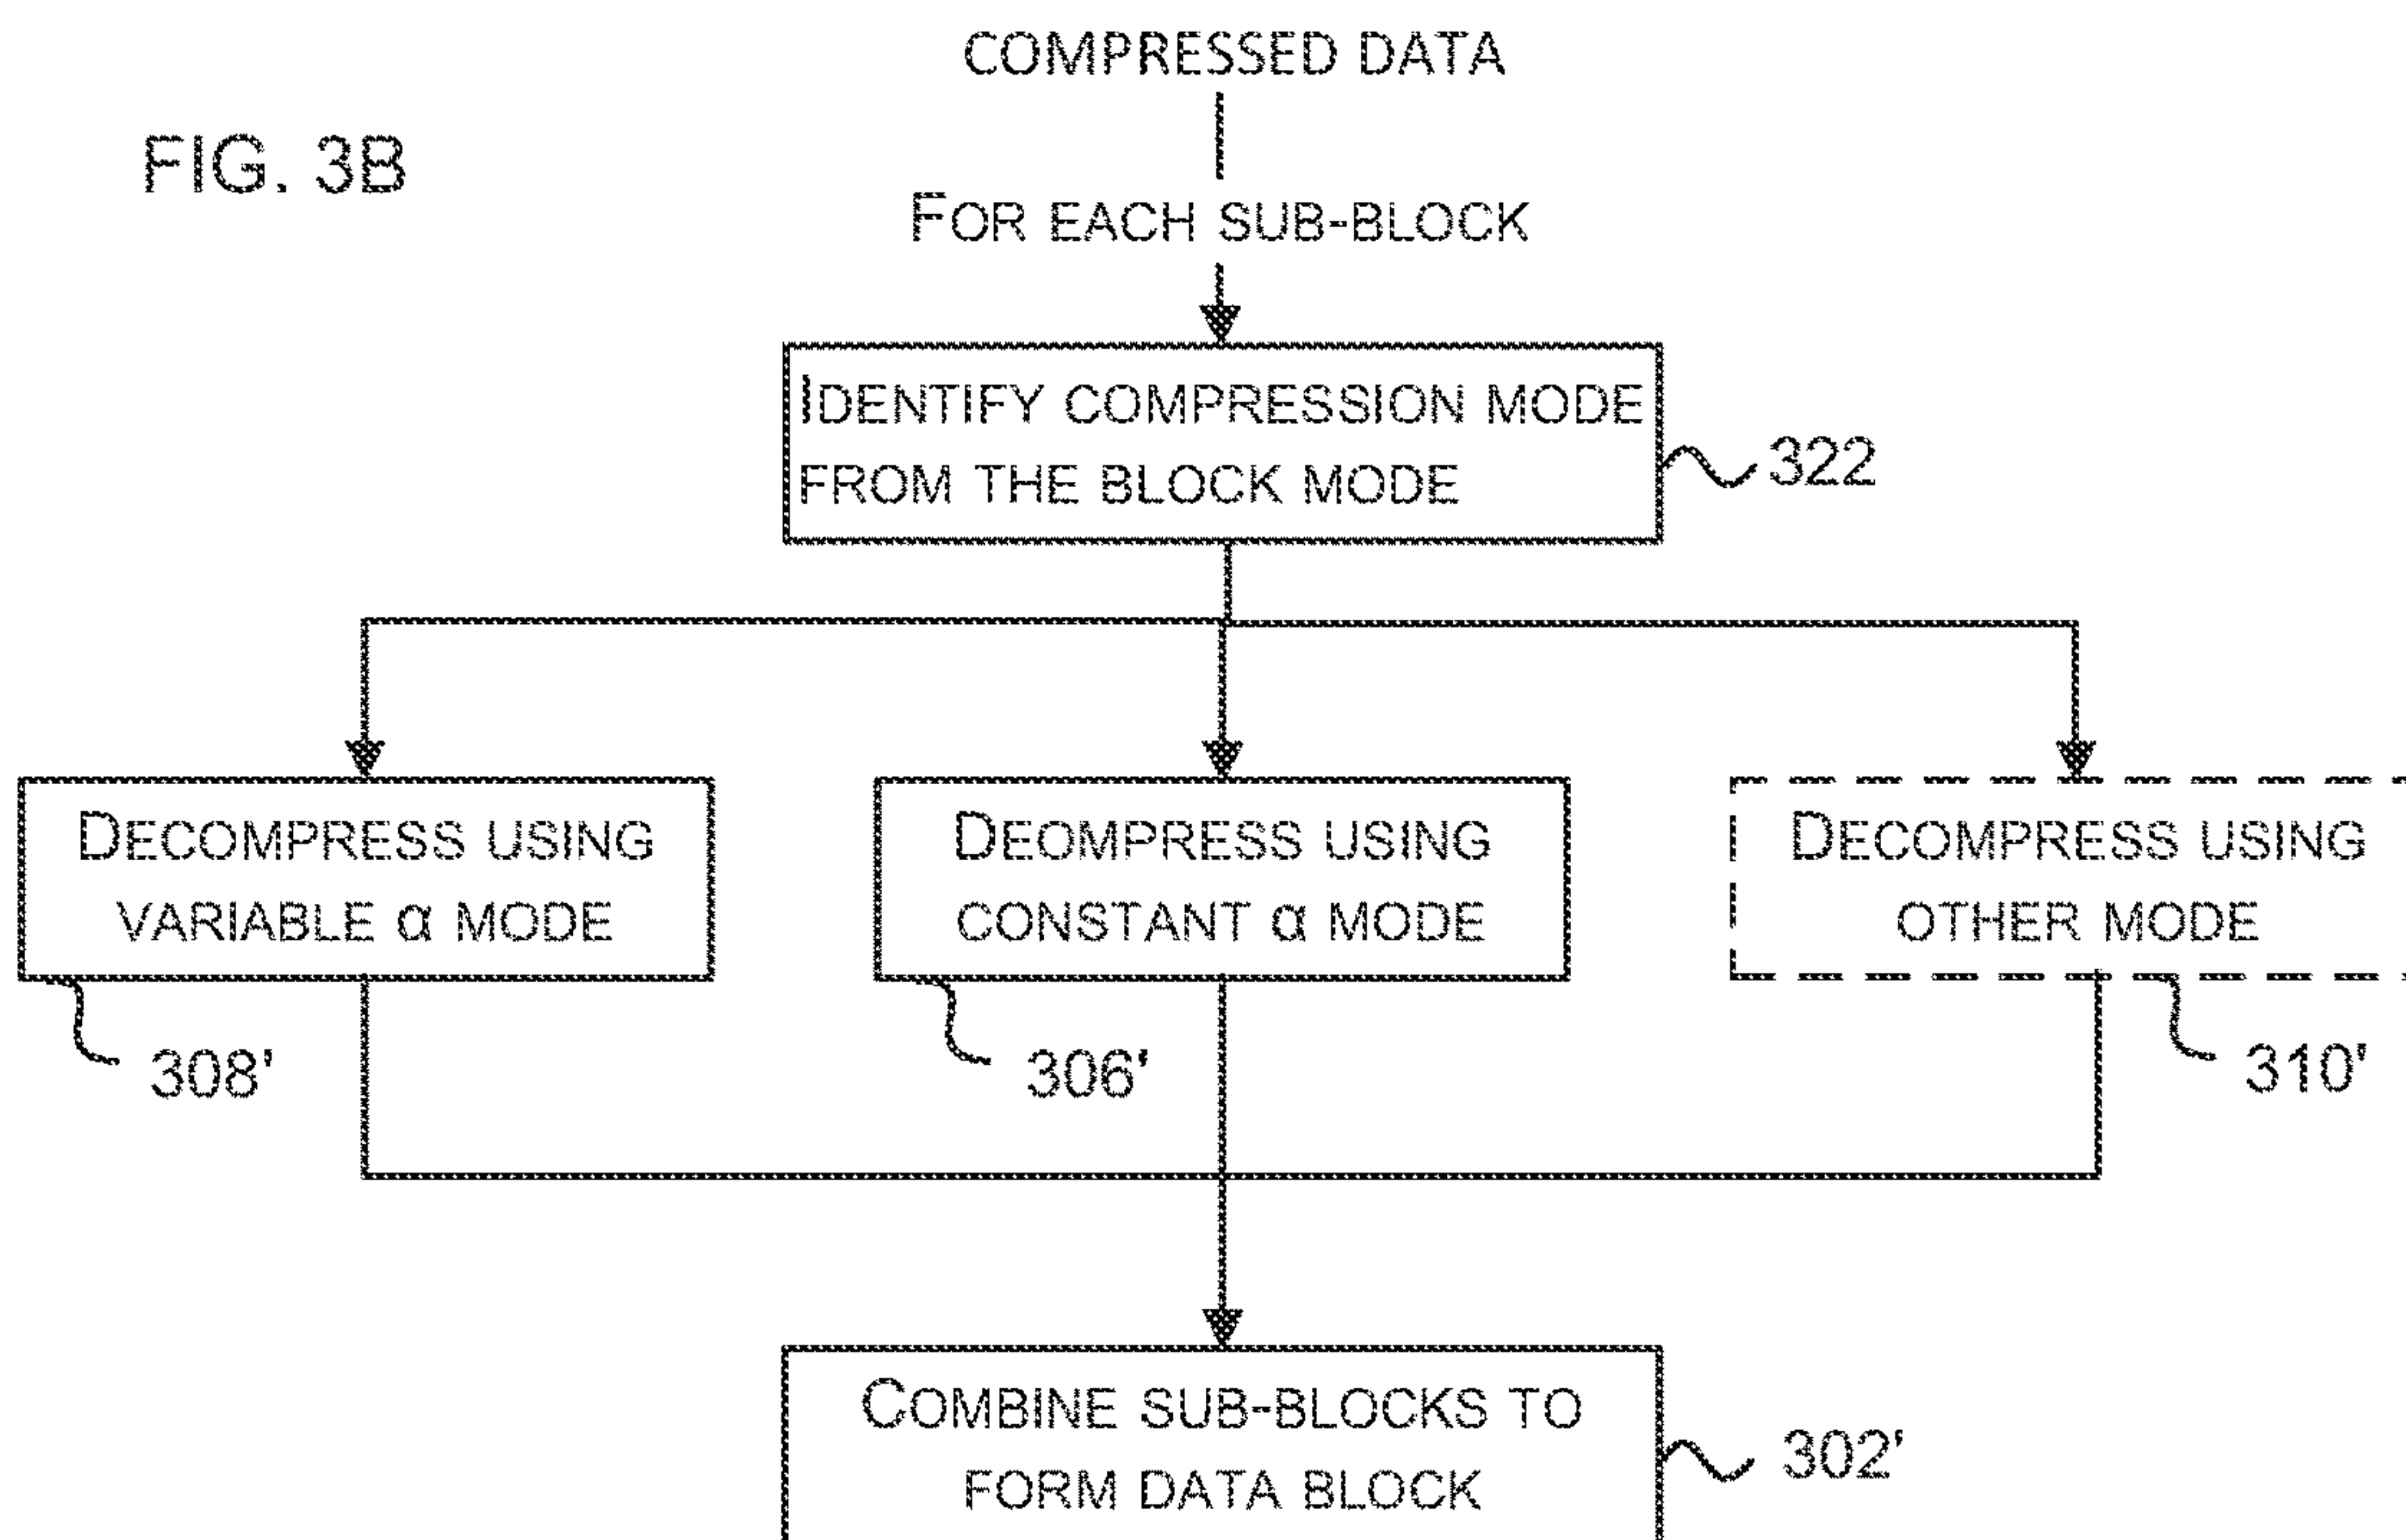 COMPRESSED DATA
FIG. 3B
FOR EACH SUB-BLOCK
IDENTIFY COMPRESSION MODE
FROM THE BLOCK MODE
322
DECOMPRESS USING
VARIABLE α MODE
DEOMPRESS USING
CONSTANT α MODE
DECOMPRESS USING
OTHER MODE
308'
306'
310'
COMBINE SUB-BLOCKS TO
FORM DATA BLOCK
302'